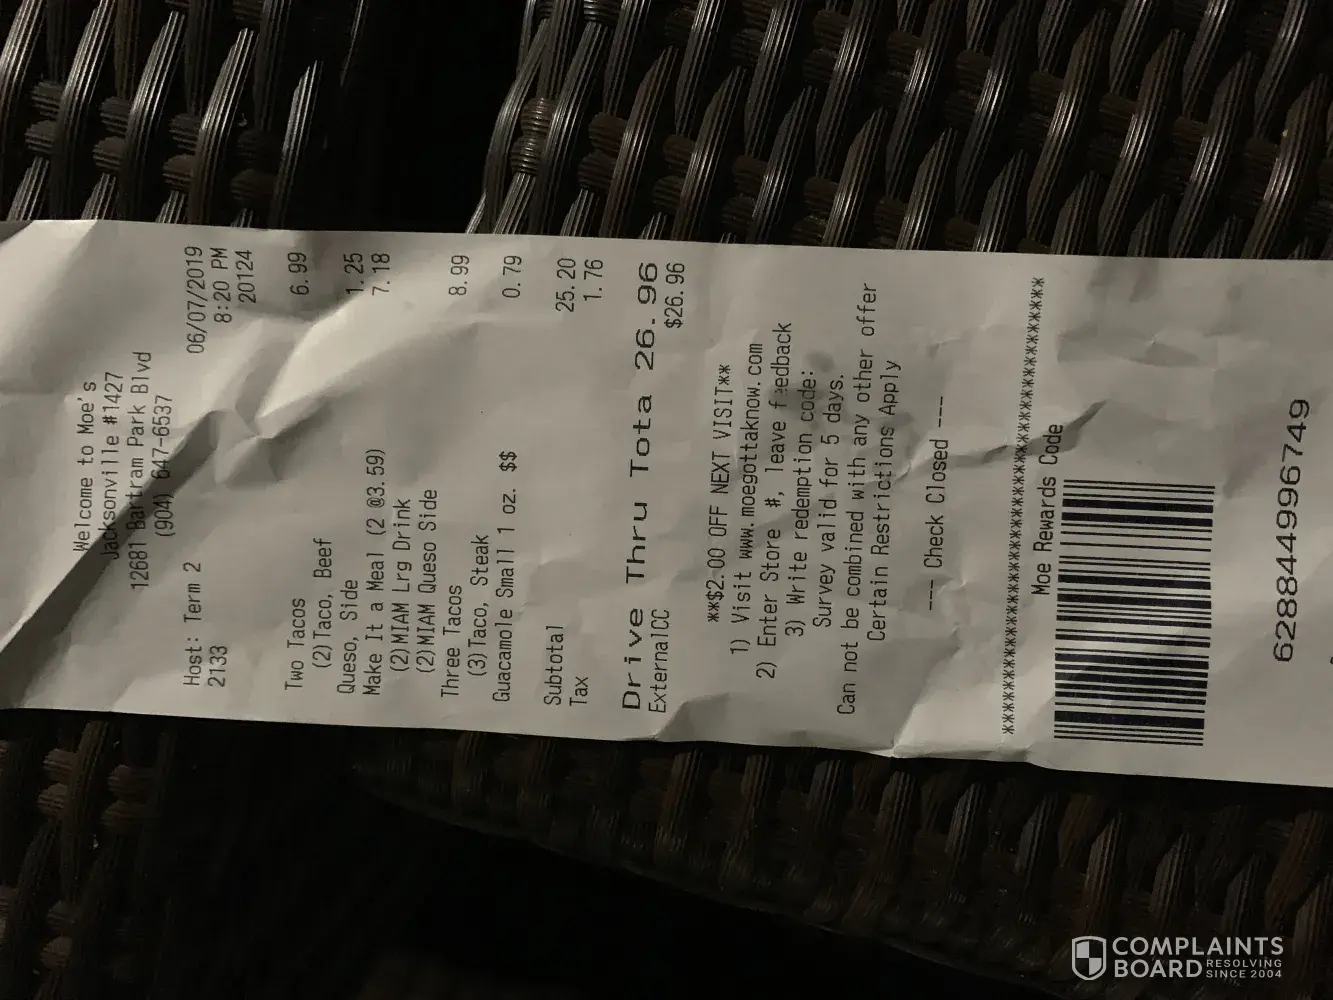 Welcome to Moe's
Jacksonville #1427
12681 Bartram Park Blvd
(904) 647-6537
Host: Term 2 06/07/2019
2133 8:20 PM
20124
Two Tacos 6.99
(2)Taco, Beef
Queso, Side 1.25
Make It a Meal (2 @3.59) 7.18
(2)MIAM Lrg Drink
(2)MIAM Queso Side
Three Tacos 8.99
(3)Taco, Steak
Guacamole Small 1 oz. $$ 0.79
Subtotal 25.20
Tax 1.76
Drive Thru Tota 26.96
ExternalCC $26.96
**$2.00 OFF NEXT VISIT**
1) Visit www.moegottaknow.com
2) Enter Store #, leave feedback
3) Write redemption code:
Survey valid for 5 days.
Can not be combined with any other offer
Certain Restrictions Apply
---- Check Closed ----
****************************************
Moe Rewards Code
6288449996749
COMPLAINTS
BOARD RESOLVING
SINCE 2004